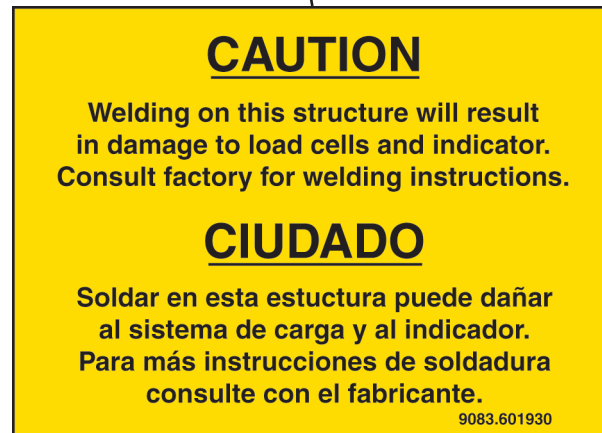 CAUTION
Welding on this structure will result
in damage to load cells and indicator.
Consult factory for welding instructions.
CIUDADO
Soldar en esta estuctura puede dañar
al sistema de carga y al indicador.
Para más instrucciones de soldadura
consulte con el fabricante.
9083.601930